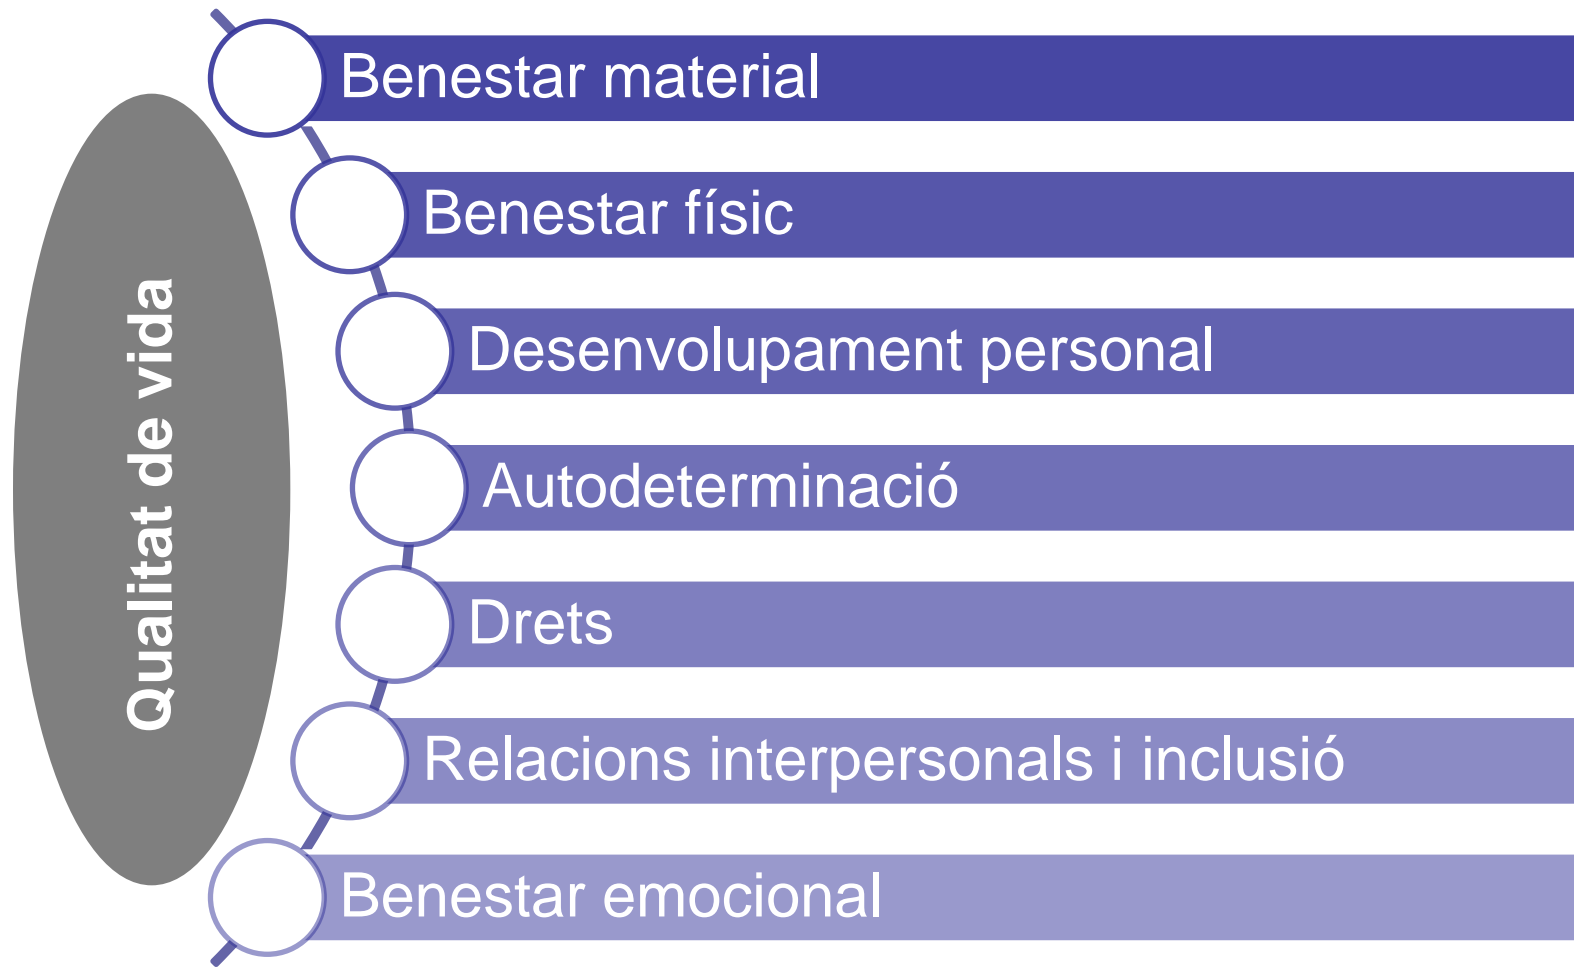 Qualitat de vida
Benestar material
Benestar físic
Desenvolupament personal
Autodeterminació
Drets
Relacions interpersonals i inclusió
Benestar emocional